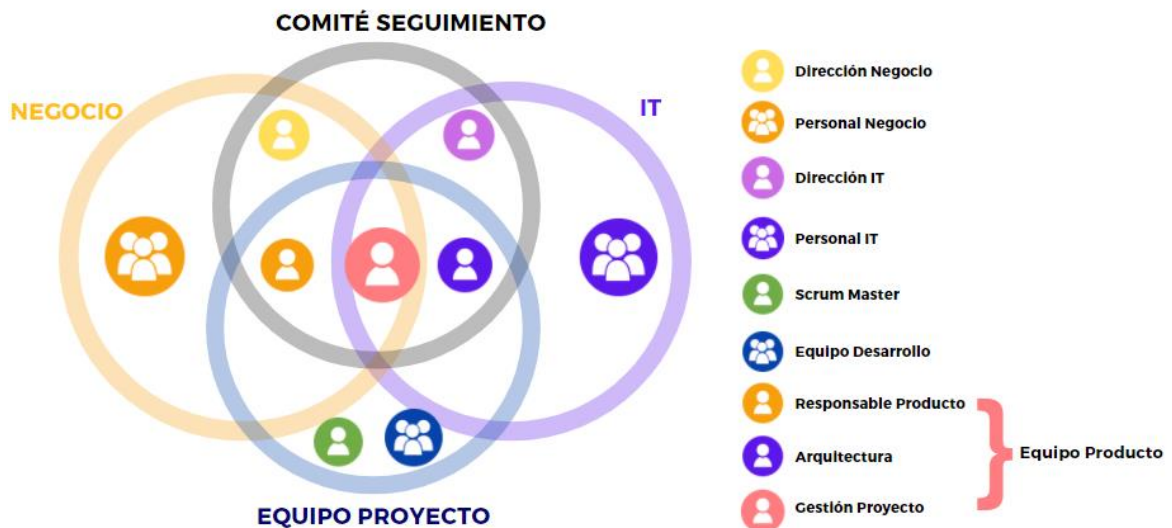 COMITÉ SEGUIMIENTO
NEGOCIO
IT
EQUIPO PROYECTO
Dirección Negocio
Personal Negocio
Dirección IT
Personal IT
Scrum Master
Equipo Desarrollo
Responsable Producto
Arquitectura
Equipo Producto
Gestión Proyecto